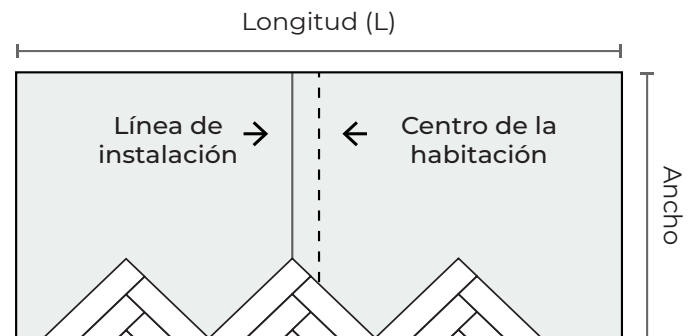 Longitud (L)
Línea de
instalación
Centro de la
habitación
Ancho